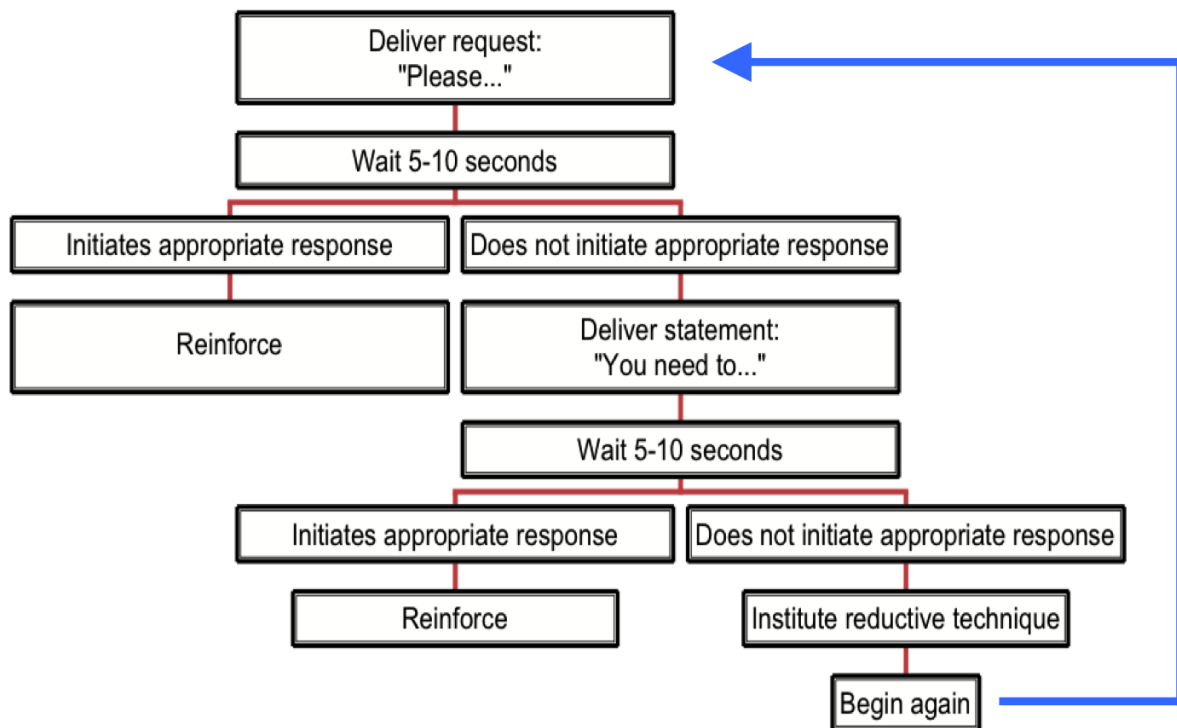 Deliver request:
"Please..."
Wait 5-10 seconds
Initiates appropriate response
Does not initiate appropriate response
Reinforce
Deliver statement:
"You need to..."
Wait 5-10 seconds
Initiates appropriate response
Does not initiate appropriate response
Reinforce
Institute reductive technique
Begin again